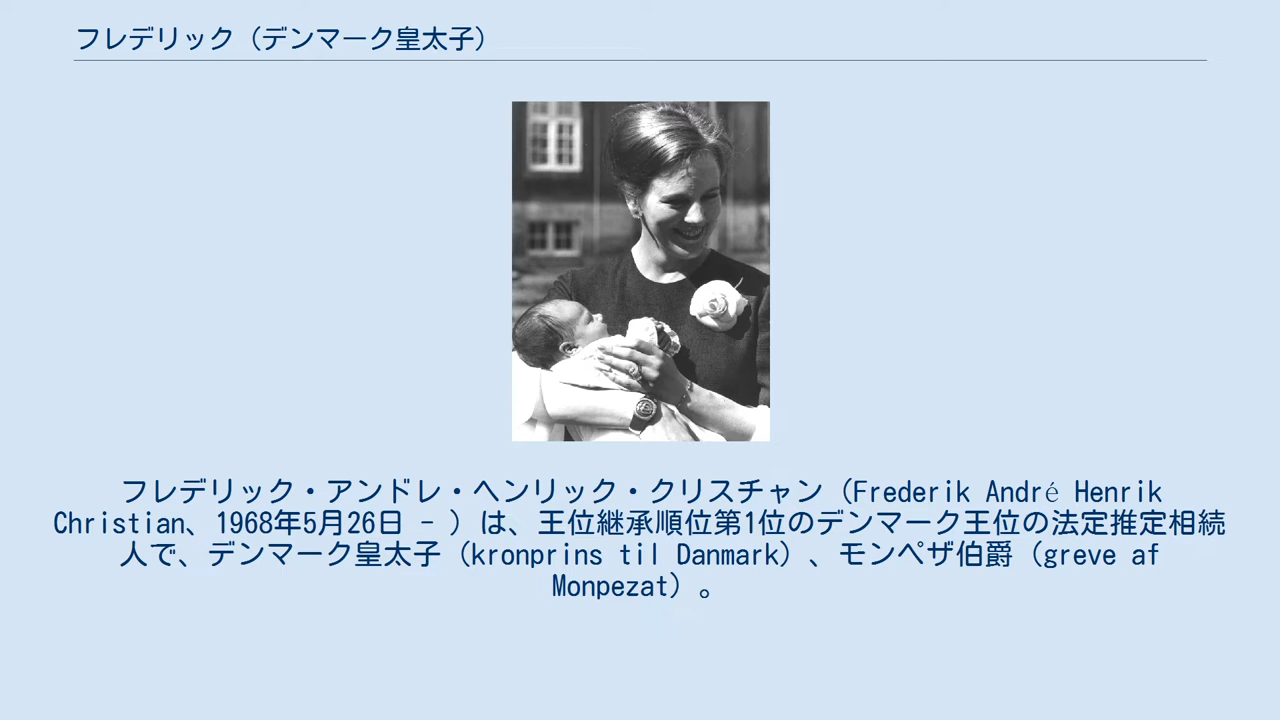 フレデリック（デンマーク皇太子）
フレデリック・アンドレ・ヘンリック・クリスチャン（Frederik André Henrik
Christian、1968年5月26日 - ）は、王位継承順位第1位のデンマーク王位の法定推定相続
人で、デンマーク皇太子（kronprins til Danmark）、モンペザ伯爵（greve af
Monpezat）。